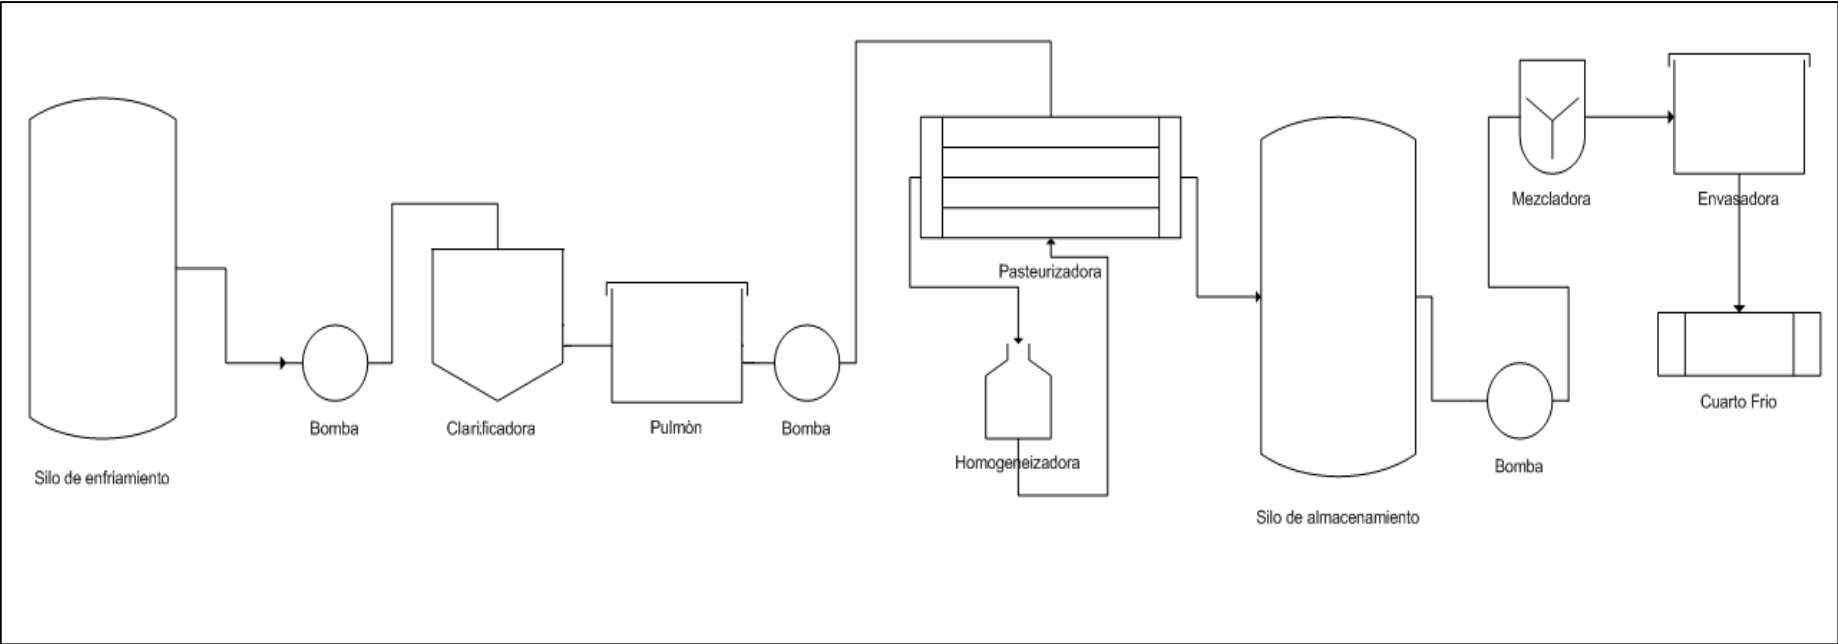 Silo de enfriamiento
Bomba
Clarificadora
Pulmòn
Bomba
Pasteurizadora
Homogeneizadora
Silo de almacenamiento
Bomba
Mezcladora
Envasadora
Cuarto Frio